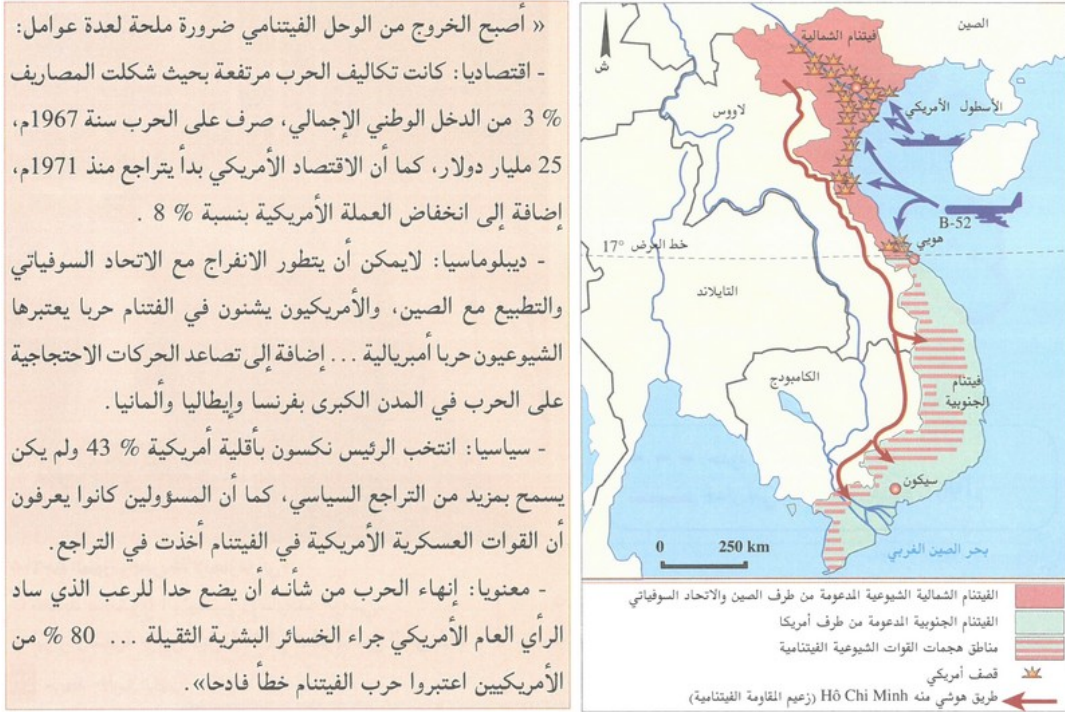 « أصبح الخروج من الوحل الفيتنامي ضرورة ملحة لعدة عوامل:
- اقتصاديا: كانت تكاليف الحرب مرتفعة بحيث شكلت المصاريف
3 % من الدخل الوطني الإجمالي، صرف على الحرب سنة 1967م،
25 مليار دولار، كما أن الاقتصاد الأمريكي بدأ يتراجع منذ 1971م،
إضافة إلى انخفاض العملة الأمريكية بنسبة 8 % .
- ديبلوماسيا: لايمكن أن يتطور الانفراج مع الاتحاد السوفياتي
والتطبيع مع الصين، والأمريكيون يشنون في الفتنام حربا يعتبرها
الشيوعيون حربا أمبريالية ... إضافة إلى تصاعد الحركات الاحتجاجية
على الحرب في المدن الكبرى بفرنسا وإيطاليا وألمانيا.
- سياسيا: انتخب الرئيس نكسون بأقلية أمريكية 43 % ولم يكن
يسمح بمزيد من التراجع السياسي، كما أن المسؤولين كانوا يعرفون
أن القوات العسكرية الأمريكية في الفيتنام أخذت في التراجع.
- معنويا: إنهاء الحرب من شأنه أن يضع حدا للرعب الذي ساد
الرأي العام الأمريكي جراء الخسائر البشرية الثقيلة ... 80 % من
الأمريكيين اعتبروا حرب الفيتنام خطأ فادحا».
الصين
فيتنام الشمالية
ش
الأسطول الأمريكي
لاووس
B-52
هويي
خط العرض 17°
التايلاند
الكامبودج
فيتنام
الجنوبية
سيكون
0 250 km
بحر الصين الغربي
الفيتنام الشمالية الشيوعية المدعومة من طرف الصين والاتحاد السوفياتي
الفيتنام الجنوبية المدعومة من طرف أمريكا
مناطق هجمات القوات الشيوعية الفيتنامية
قصف أمريكي
طريق هوشي منه Hô Chi Minh (زعيم المقاومة الفيتنامية)